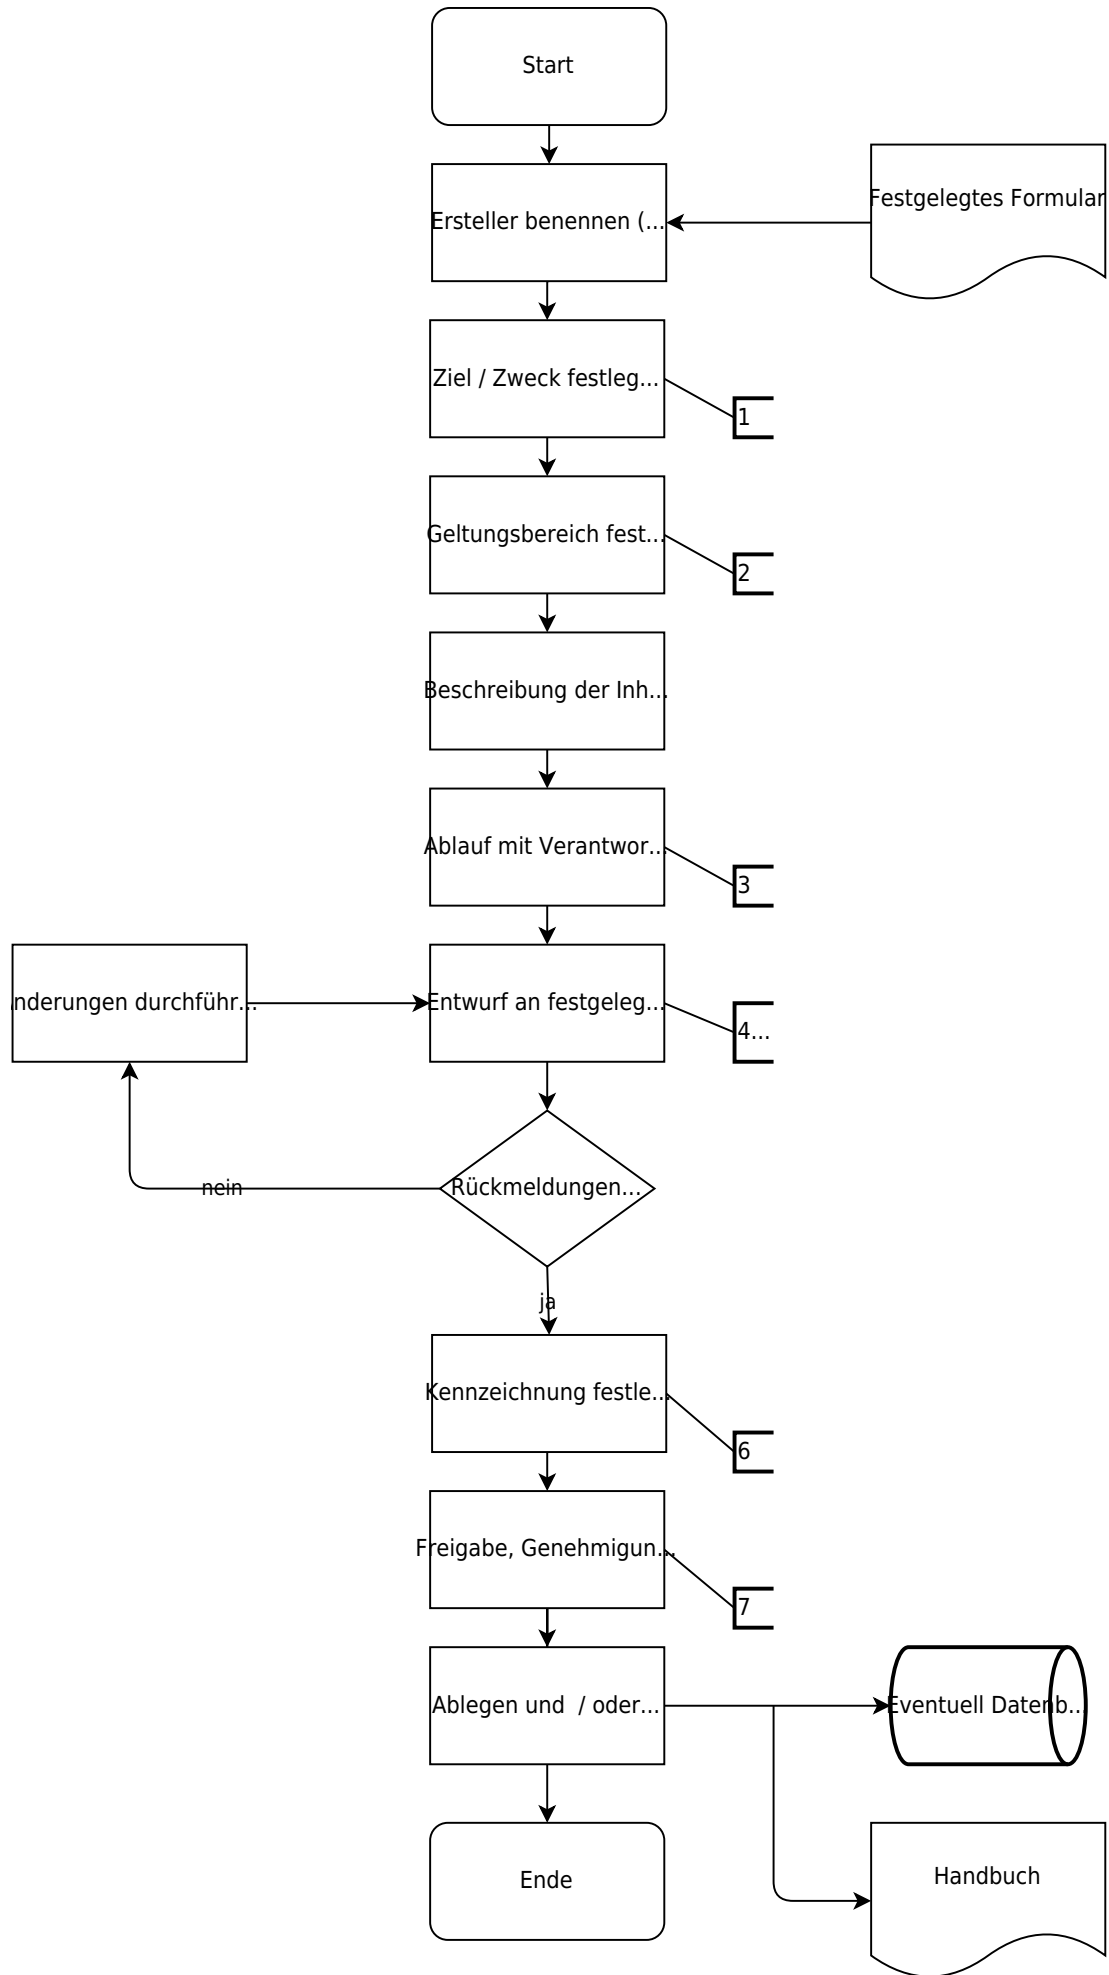 Start
Festgelegtes Formular
Ersteller benennen (...
Ziel / Zweck festleg...
1
Geltungsbereich fest...
2
Beschreibung der Inh...
Ablauf mit Verantwor...
3
nderungen durchführ...
Entwurf an festgeleg...
4...
Rückmeldungen...
nein
ja
Kennzeichnung festle...
6
Freigabe, Genehmigun...
7
Ablegen und / oder...
Eventuell Datenb...
Ende
Handbuch